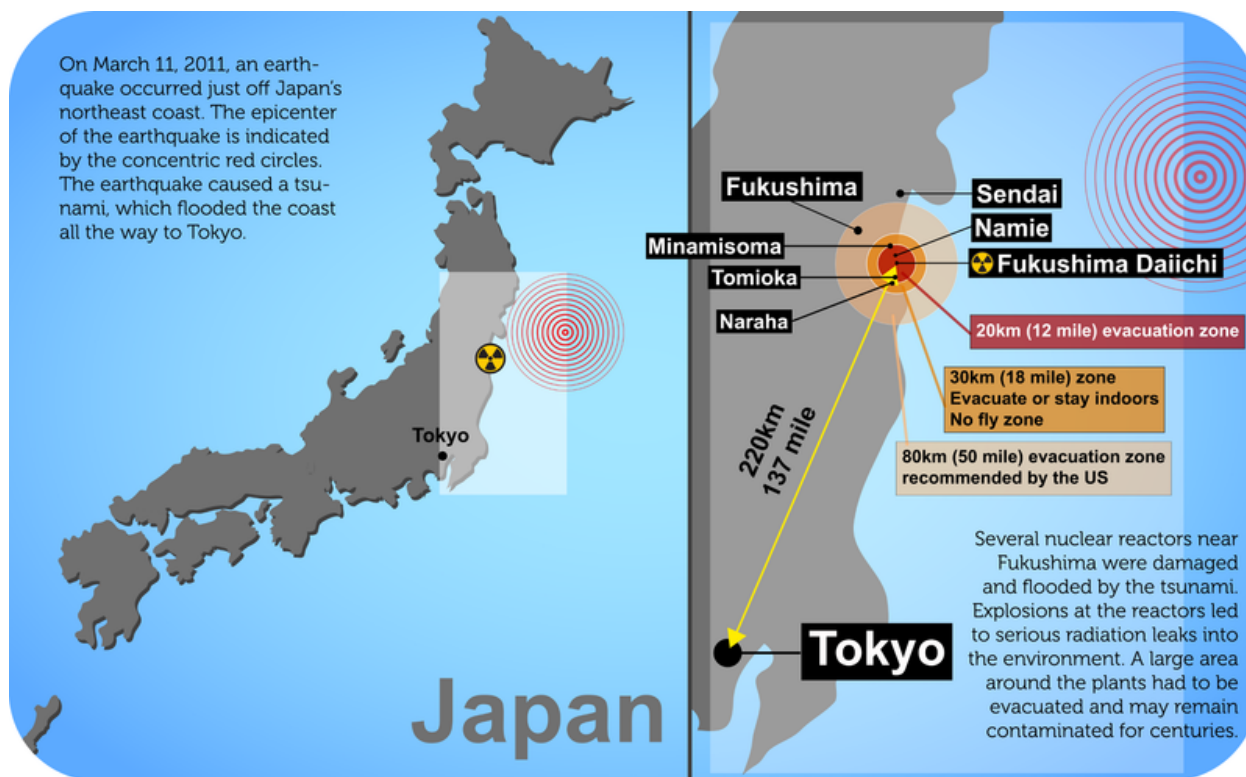 On March 11, 2011, an earth-
quake occurred just off Japan's
northeast coast. The epicenter
of the earthquake is indicated
by the concentric red circles.
The earthquake caused a tsu-
nami, which flooded the coast
all the way to Tokyo.
Tokyo
Japan
Fukushima
Sendai
Namie
Minamisoma
Fukushima Daiichi
Tomioka
Naraha
20km (12 mile) evacuation zone
30km (18 mile) zone
Evacuate or stay indoors
No fly zone
80km (50 mile) evacuation zone
recommended by the US
220km
137 mile
Tokyo
Several nuclear reactors near
Fukushima were damaged
and flooded by the tsunami.
Explosions at the reactors led
to serious radiation leaks into
the environment. A large area
around the plants had to be
evacuated and may remain
contaminated for centuries.